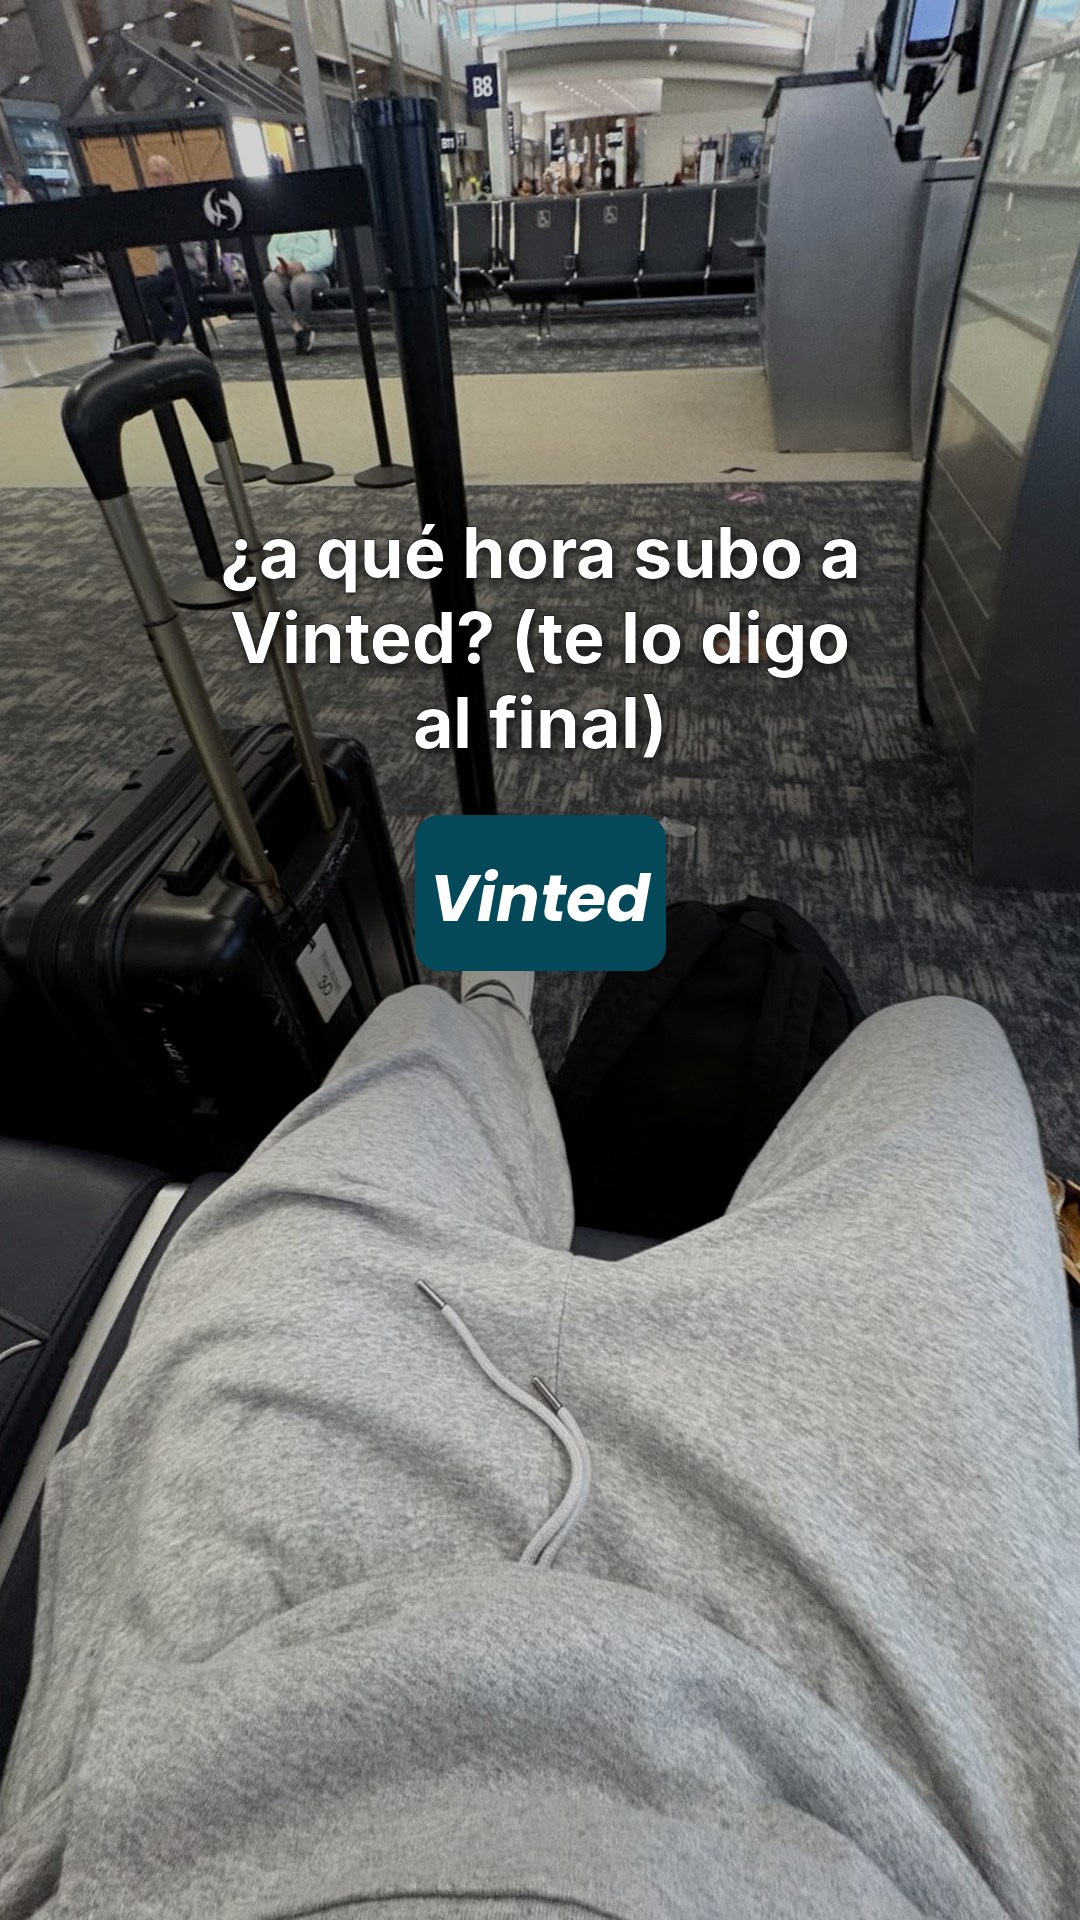 B8
¿a qué hora subo a
Vinted? (te lo digo
al final)
Vinted